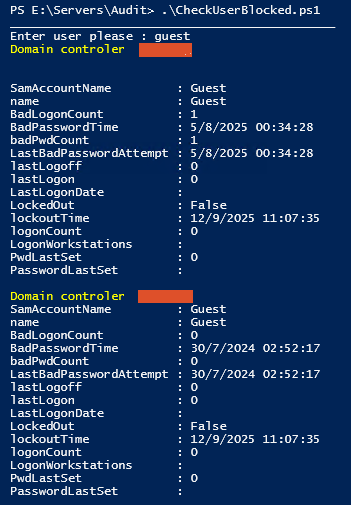 PS E:\Servers\Audit> .\CheckUserBlocked.ps1
Enter user please : guest
Domain controler
SamAccountName : Guest
name : Guest
BadLogonCount : 1
BadPasswordTime : 5/8/2025 00:34:28
badPwdCount : 1
LastBadPasswordAttempt : 5/8/2025 00:34:28
lastLogoff : 0
lastLogon : 0
LastLogonDate :
LockedOut : False
lockoutTime : 12/9/2025 11:07:35
logonCount : 0
LogonWorkstations :
PwdLastSet : 0
PasswordLastSet :
Domain controler
SamAccountName : Guest
name : Guest
BadLogonCount : 0
BadPasswordTime : 30/7/2024 02:52:17
badPwdCount : 0
LastBadPasswordAttempt : 30/7/2024 02:52:17
lastLogoff : 0
lastLogon : 0
LastLogonDate :
LockedOut : False
lockoutTime : 12/9/2025 11:07:35
logonCount : 0
LogonWorkstations :
PwdLastSet : 0
PasswordLastSet :